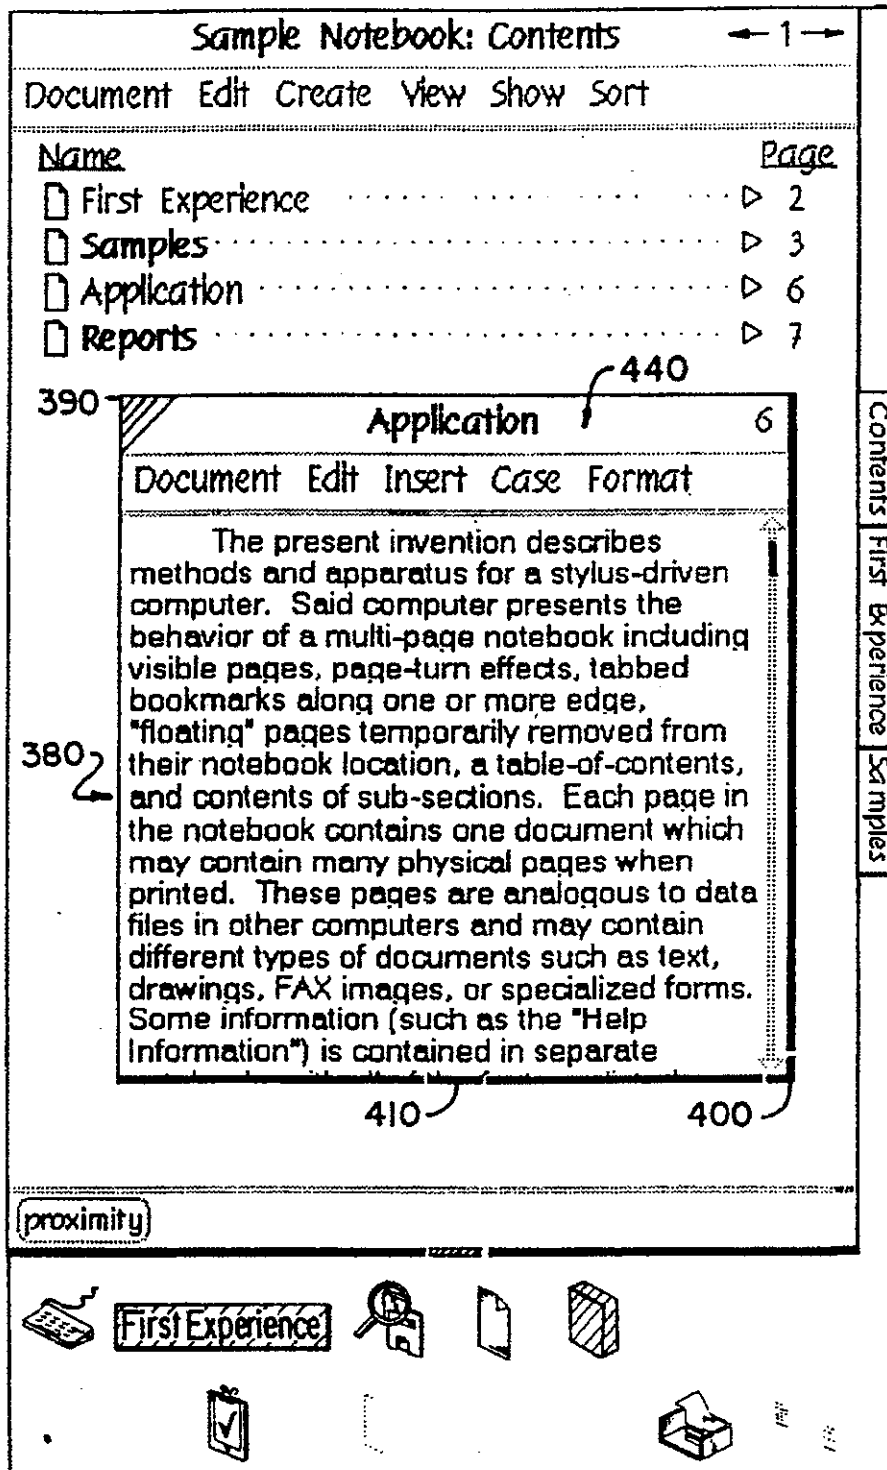 Sample Notebook: Contents ←1→
Document Edit Create View Show Sort
Name Page
First Experience 2
Samples 3
Application 6
Reports 7
440
390
Application 6
Document Edit Insert Case Format
The present invention describes
methods and apparatus for a stylus-driven
computer. Said computer presents the
behavior of a multi-page notebook including
visible pages, page-turn effects, tabbed
bookmarks along one or more edge,
"floating" pages temporarily removed from
380
their notebook location, a table-of-contents,
and contents of sub-sections. Each page in
the notebook contains one document which
may contain many physical pages when
printed. These pages are analogous to data
files in other computers and may contain
different types of documents such as text,
drawings, FAX images, or specialized forms.
Some information (such as the "Help
Information") is contained in separate
410 400
Contents
First Experience
Samples
proximity
First Experience